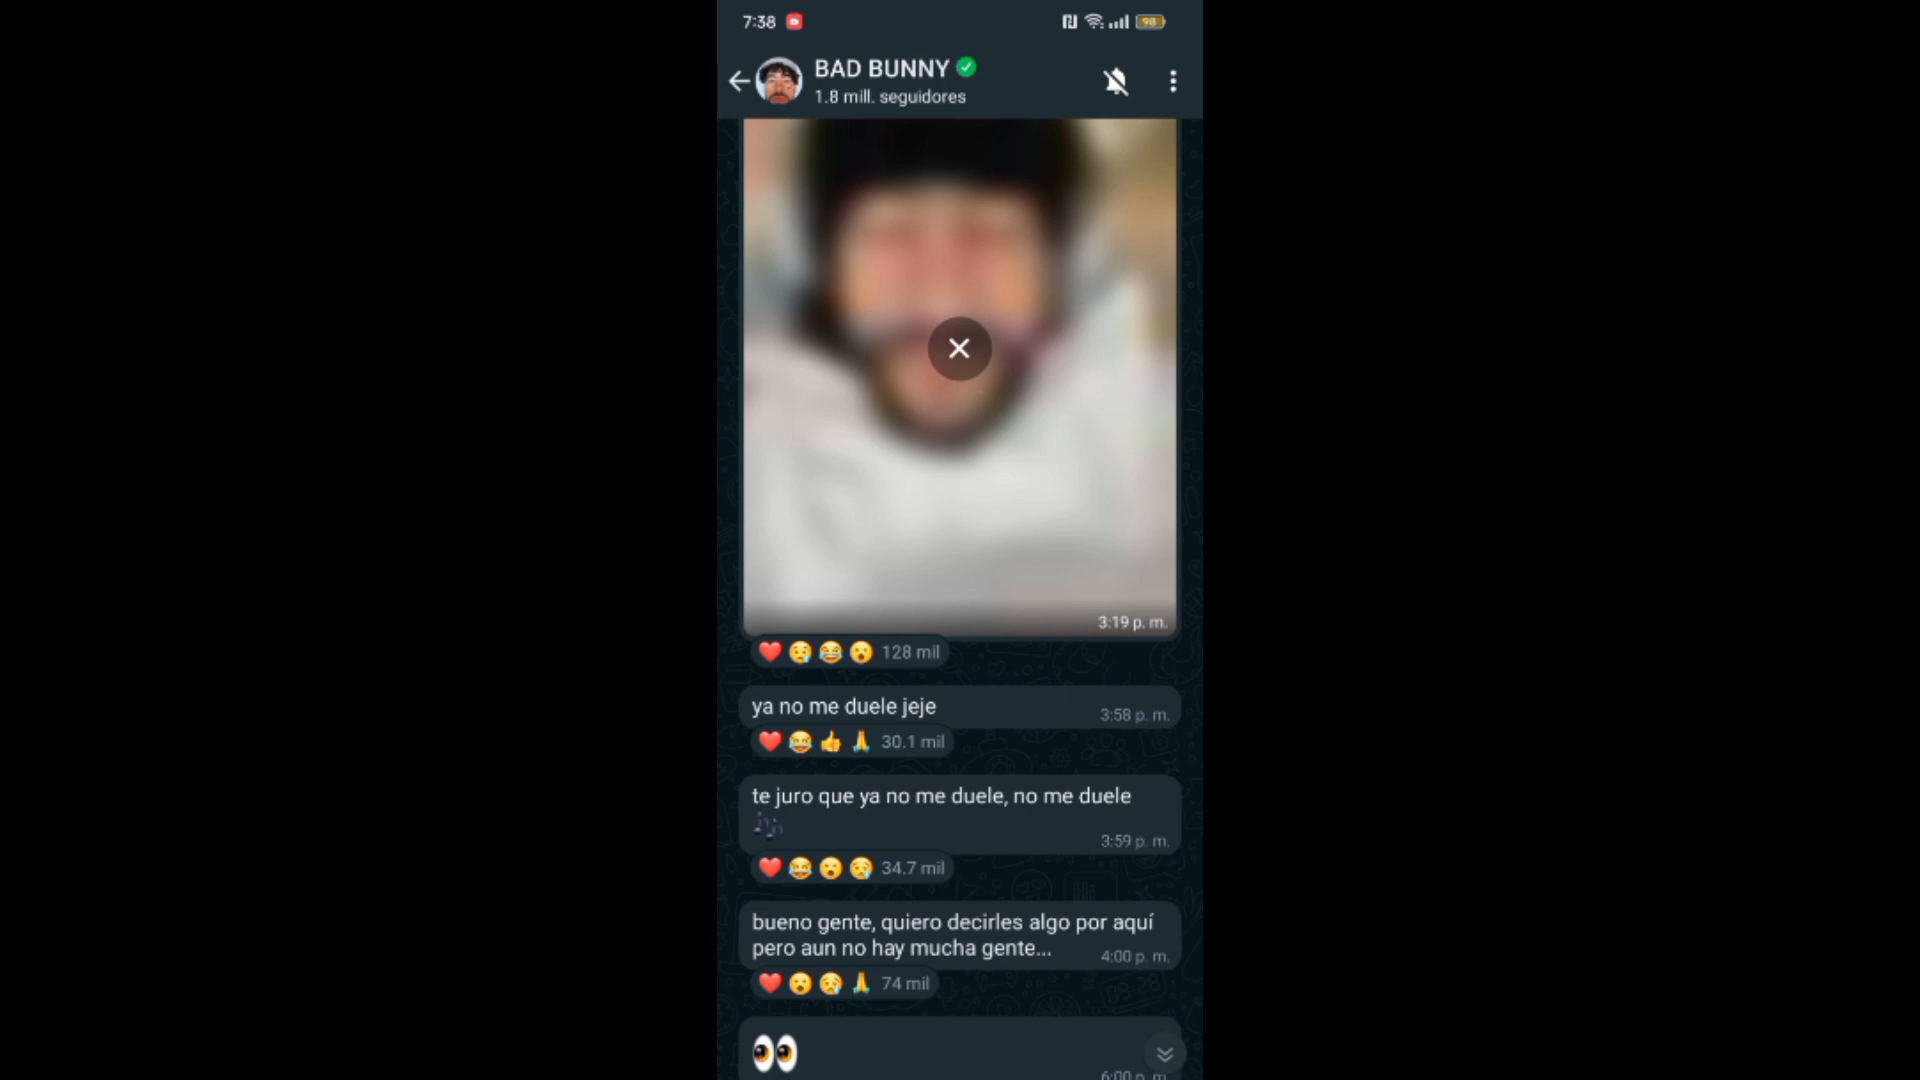 7:38
98
BAD BUNNY
1.8 mill. seguidores
3:19 p. m.
❤️😢😂😮 128 mil
ya no me duele jeje
3:58 p. m.
❤️😂👍🙏 30.1 mil
te juro que ya no me duele, no me duele
🎶
3:59 p. m.
❤️😂😮😢 34.7 mil
bueno gente, quiero decirles algo por aquí
pero aun no hay mucha gente...
4:00 p. m.
❤️😮😢🙏 74 mil
👀
6:00 p. m.